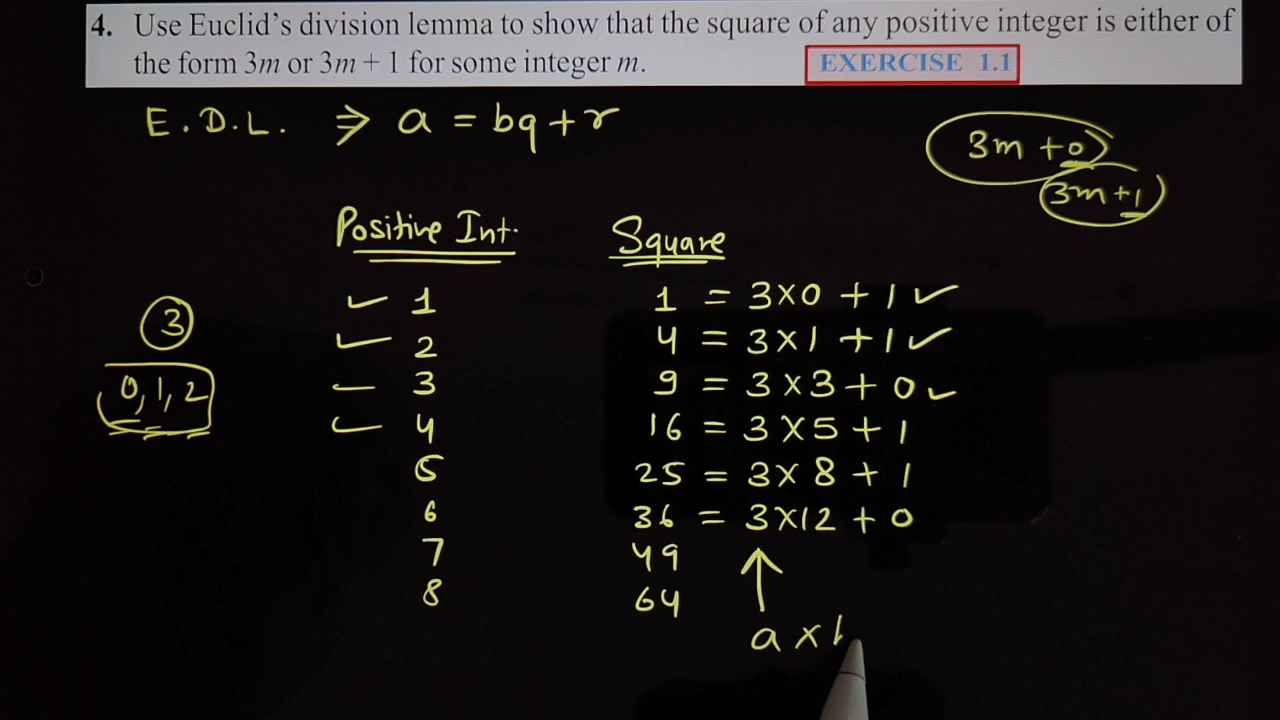 4. Use Euclid's division lemma to show that the square of any positive integer is either of
the form 3m or 3m + 1 for some integer m.
EXERCISE 1.1
E.D.L. ⇒ a = bq + r
3m + 0
3m + 1
Positive Int. Square
3
0, 1, 2
1 1 = 3×0 + 1
2 4 = 3×1 + 1
3 9 = 3×3 + 0
4 16 = 3×5 + 1
5 25 = 3×8 + 1
6 36 = 3×12 + 0
7 49
8 64
a ×